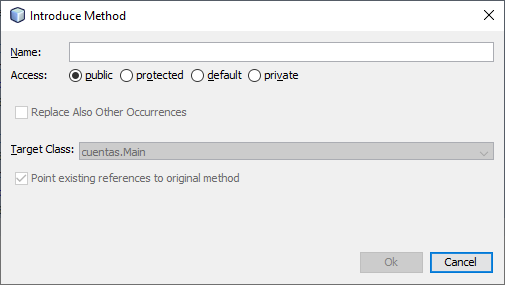 Introduce Method
Name:
Access: public protected default private
Replace Also Other Occurrences
Target Class: cuentas.Main
Point existing references to original method
Ok Cancel